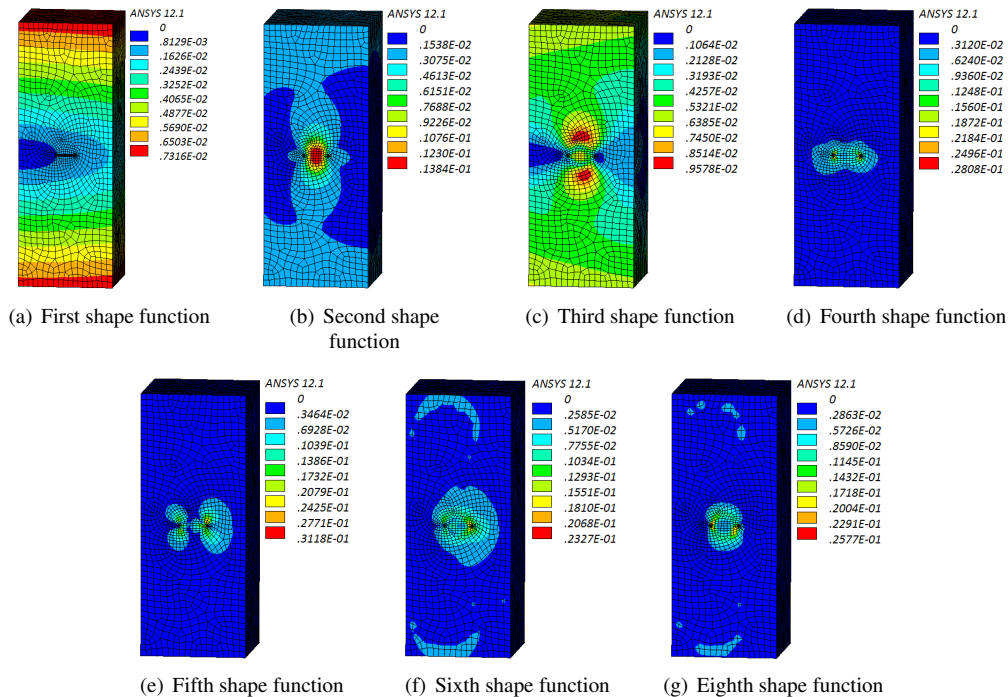 ANSYS 12.1
0
.8129E-03
.1626E-02
.2439E-02
.3252E-02
.4065E-02
.4877E-02
.5690E-02
.6503E-02
.7316E-02
ANSYS 12.1
0
.1538E-02
.3075E-02
.4613E-02
.6151E-02
.7688E-02
.9226E-02
.1076E-01
.1230E-01
.1384E-01
ANSYS 12.1
0
.1064E-02
.2128E-02
.3193E-02
.4257E-02
.5321E-02
.6385E-02
.7450E-02
.8514E-02
.9578E-02
ANSYS 12.1
0
.3120E-02
.6240E-02
.9360E-02
.1248E-01
.1560E-01
.1872E-01
.2184E-01
.2496E-01
.2808E-01
(a) First shape function
(b) Second shape
function
(c) Third shape function
(d) Fourth shape function
ANSYS 12.1
0
.3464E-02
.6928E-02
.1039E-01
.1386E-01
.1732E-01
.2079E-01
.2425E-01
.2771E-01
.3118E-01
ANSYS 12.1
0
.2585E-02
.5170E-02
.7755E-02
.1034E-01
.1293E-01
.1551E-01
.1810E-01
.2068E-01
.2327E-01
ANSYS 12.1
0
.2863E-02
.5726E-02
.8590E-02
.1145E-01
.1432E-01
.1718E-01
.2004E-01
.2291E-01
.2577E-01
(e) Fifth shape function
(f) Sixth shape function
(g) Eighth shape function